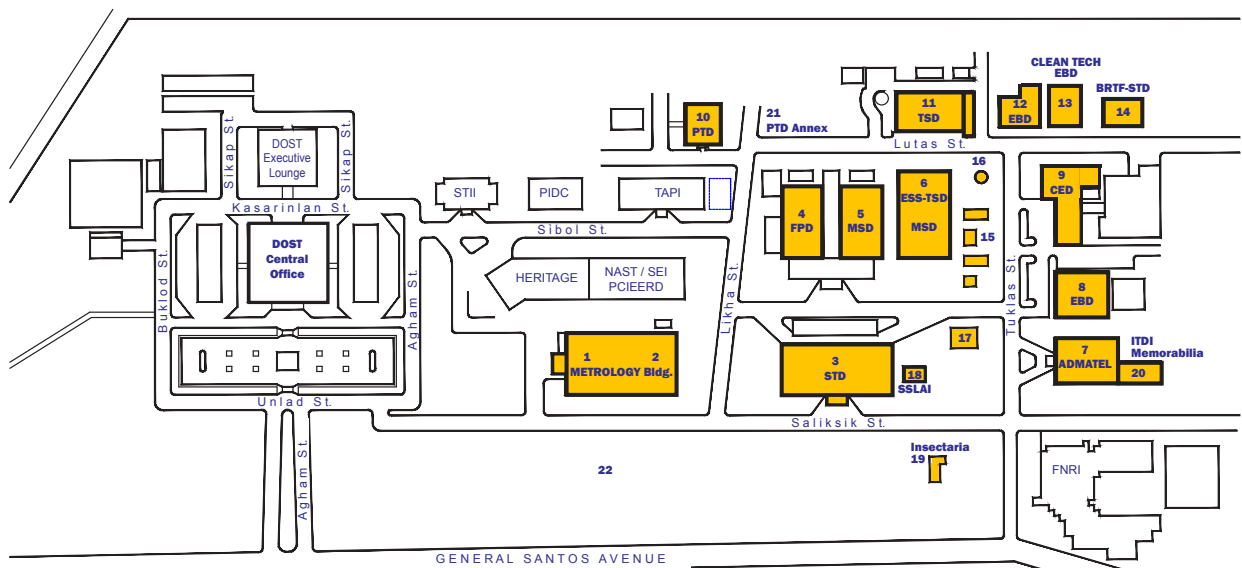 CLEAN TECH
EBD
BRTF-STD
10
PTD
21
PTD Annex
11
TSD
12
EBD
13
14
Lutas St.
Sikap St.
DOST
Executive
Lounge
Sikap St.
Kasarinlan St.
STII
PIDC
TAPI
4
FPD
5
MSD
6
ESS-TSD
MSD
16
15
9
CED
Sibol St.
DOST
Central
Office
Buklod St.
Agham St.
HERITAGE
NAST / SEI
PCIEERD
Likha St.
Tuklas St.
8
EBD
1
2
METROLOGY Bldg.
3
STD
17
18
SSLAI
7
ADMATEL
ITDI
Memorabilia
20
Unlad St.
Saliksik St.
Agham St.
22
Insectaria
19
FNRI
GENERAL SANTOS AVENUE